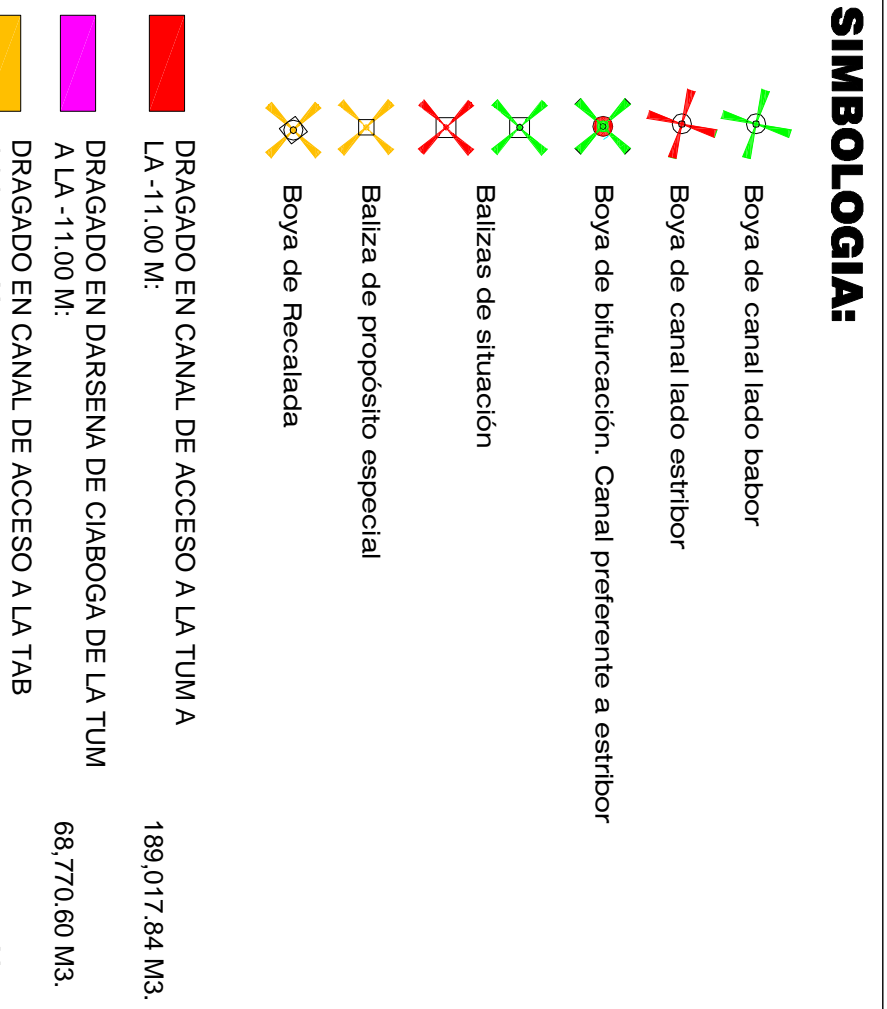 SIMBOLOGIA:
Boya de canal lado babor
Boya de canal lado estribor
Boya de bifurcación. Canal preferente a estribor
Balizas de situación
Baliza de propósito especial
Boya de Recalada
DRAGADO EN CANAL DE ACCESO A LA TUM A
LA -11.00 M:
189,017.84 M3.
DRAGADO EN DARSENA DE CIABOGA DE LA TUM
A LA -11.00 M:
68,770.60 M3.
DRAGADO EN CANAL DE ACCESO A LA TAB